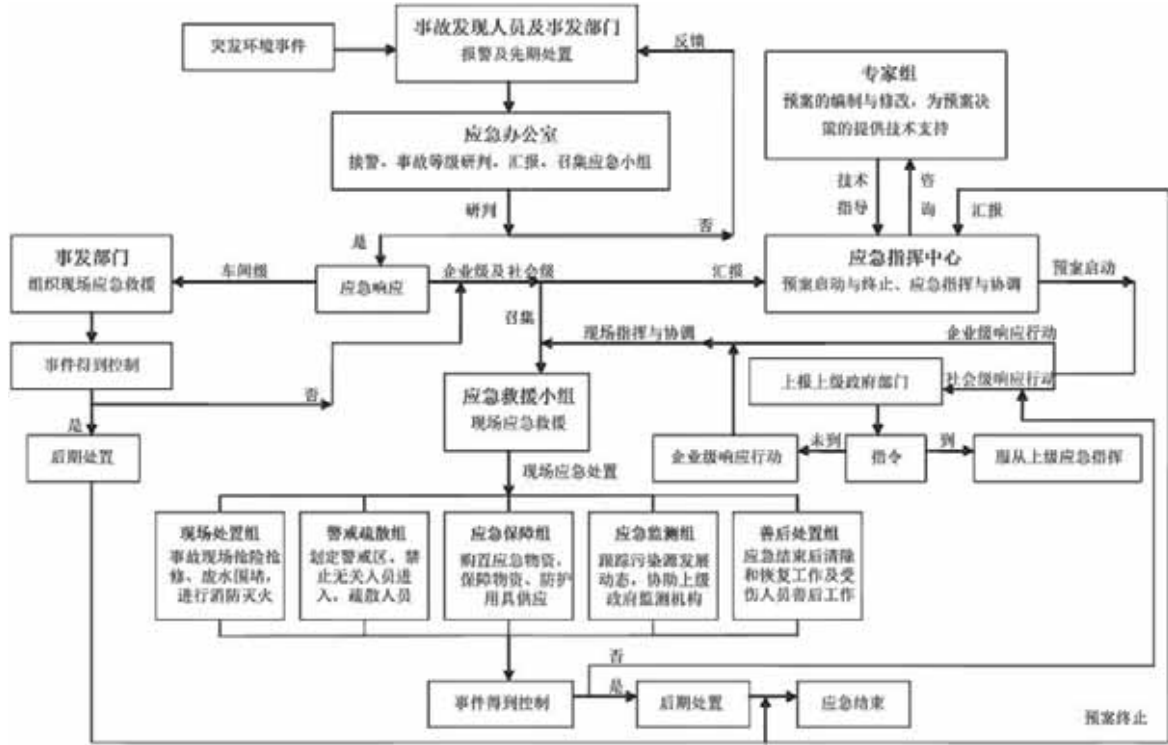 事故发现人员及事发部门
报警及先期处置
突发环境事件
反馈
专家组
预案的编制与修改，为预案决
策的提供技术支持
应急办公室
接警、事故等级研判、汇报、召集应急小组
技术
指导
咨
询
汇报
研判
否
是
事发部门
组织现场应急救援
车间级
应急响应
企业级及社会级
汇报
应急指挥中心
预案启动与终止、应急指挥与协调
预案启动
召集
现场指挥与协调
企业级响应行动
事件得到控制
上报上级政府部门
社会级响应行动
否
应急救援小组
现场应急救援
是
后期处置
企业级响应行动
未到
指令
到
服从上级应急指挥
现场应急处置
现场处置组
事故现场抢险抢
修、废水围堵，
进行消防灭火
警戒疏散组
划定警戒区，禁
止无关人员进
入，疏散人员
应急保障组
购置应急物资，
保障物资、防护
用具供应
应急监测组
跟踪污染源发展
动态，协助上级
政府监测机构
善后处置组
应急结束后清除
和恢复工作及受
伤人员善后工作
否
事件得到控制
是
后期处置
应急结束
预案终止